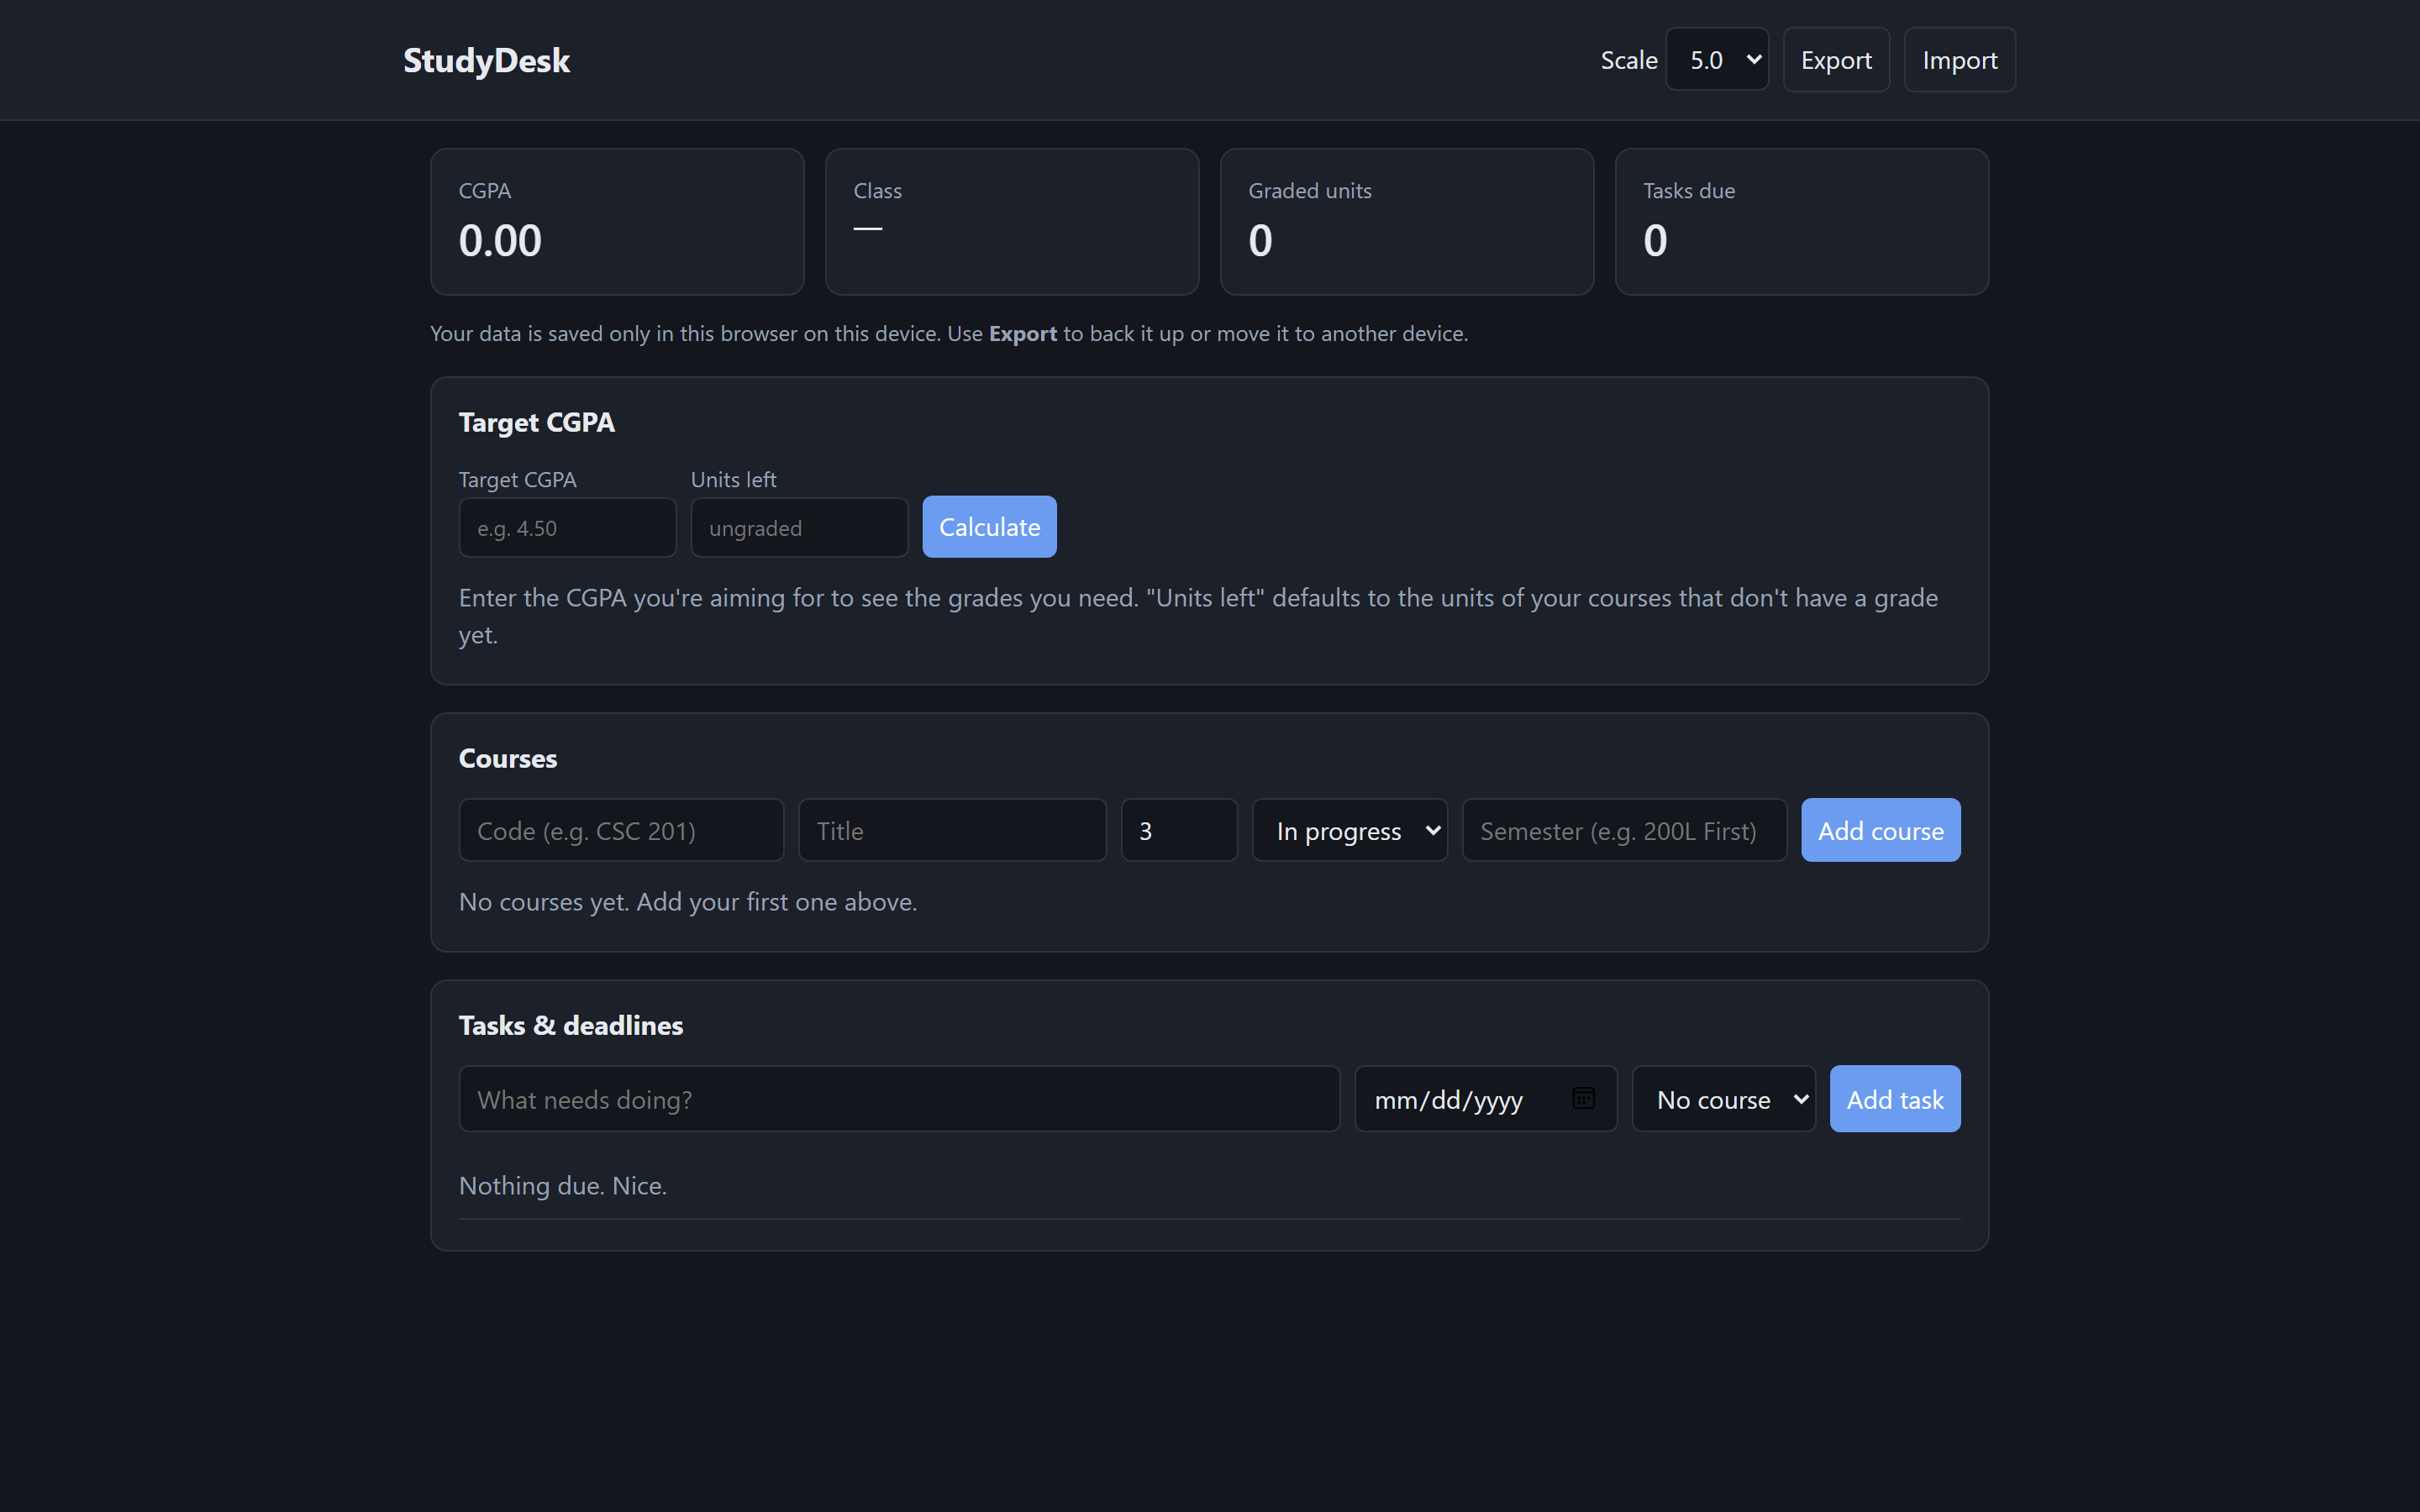 StudyDesk
Scale 5.0 Export Import
CGPA
0.00
Class
—
Graded units
0
Tasks due
0
Your data is saved only in this browser on this device. Use Export to back it up or move it to another device.
Target CGPA
Target CGPA Units left
e.g. 4.50 ungraded Calculate
Enter the CGPA you're aiming for to see the grades you need. "Units left" defaults to the units of your courses that don't have a grade
yet.
Courses
Code (e.g. CSC 201) Title 3 In progress Semester (e.g. 200L First) Add course
No courses yet. Add your first one above.
Tasks & deadlines
What needs doing? mm/dd/yyyy No course Add task
Nothing due. Nice.